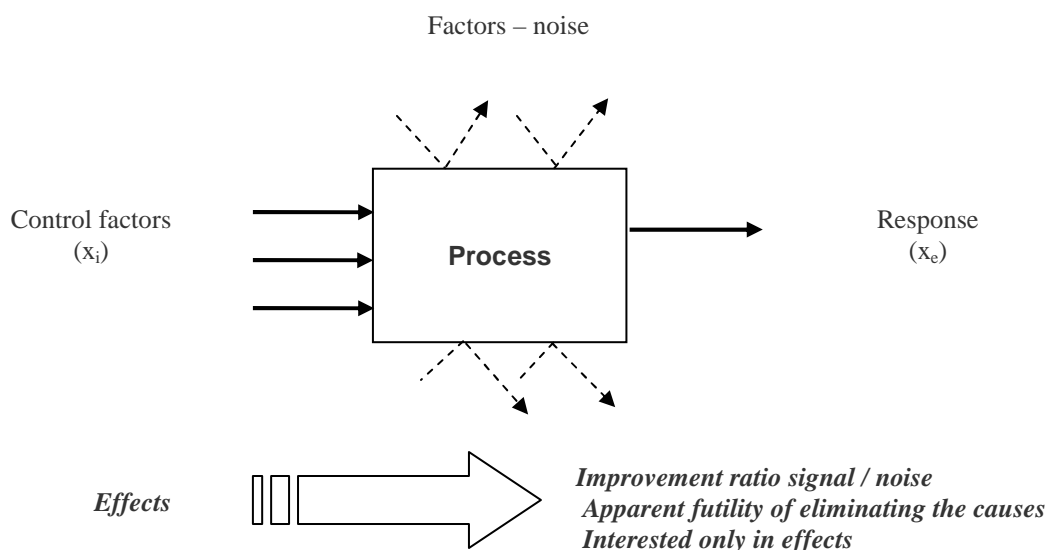 Factors – noise
Control factors
(xi)
Process
Response
(xe)
Effects
Improvement ratio signal / noise
Apparent futility of eliminating the causes
Interested only in effects